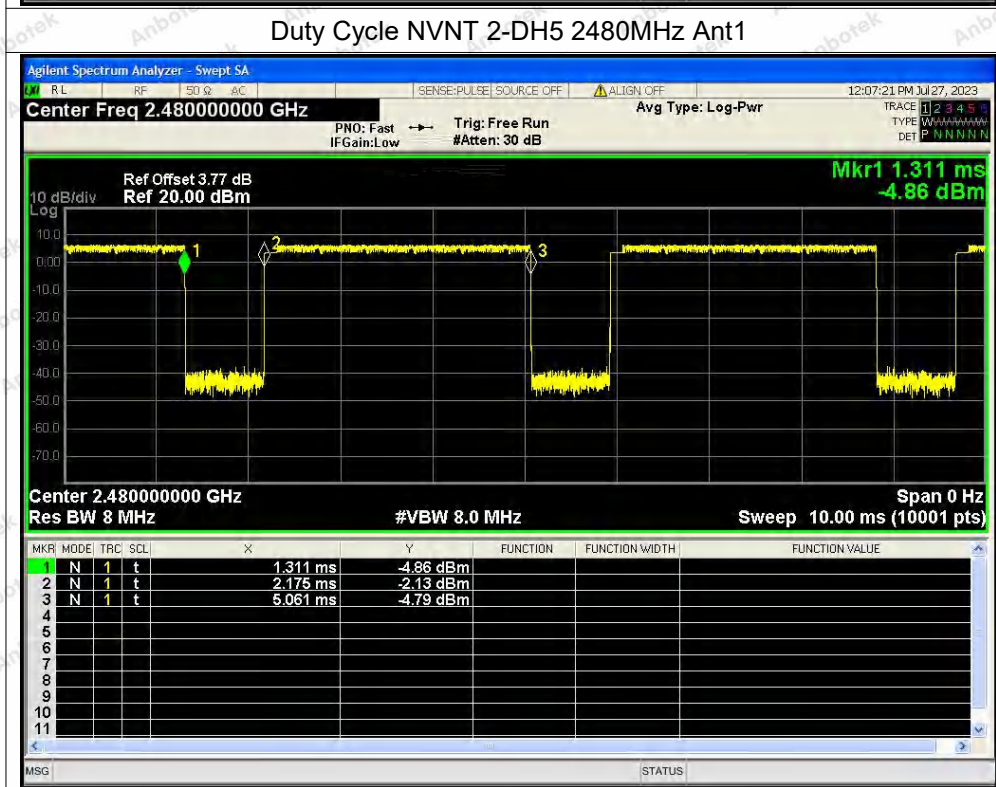 Duty Cycle NVNT 2-DH5 2480MHz Ant1
Agilent Spectrum Analyzer - Swept SA
LXI RL RF 50 Ω AC SENSE:PULSE SOURCE OFF ALIGN OFF 12:07:21 PM Jul 27, 2023
Center Freq 2.480000000 GHz Avg Type: Log-Pwr TRACE 1 2 3 4 5 6
PNO: Fast Trig: Free Run TYPE WWWWWW
IFGain:Low #Atten: 30 dB DET P N N N N N
Mkr1 1.311 ms
-4.86 dBm
Ref Offset 3.77 dB
10 dB/div Ref 20.00 dBm
Log
10.0
0.00
-10.0
-20.0
-30.0
-40.0
-50.0
-60.0
-70.0
1
2
3
Center 2.480000000 GHz Span 0 Hz
Res BW 8 MHz #VBW 8.0 MHz Sweep 10.00 ms (10001 pts)
MKR MODE TRC SCL X Y FUNCTION FUNCTION WIDTH FUNCTION VALUE
1 N 1 t 1.311 ms -4.86 dBm
2 N 1 t 2.175 ms -2.13 dBm
3 N 1 t 5.061 ms -4.79 dBm
4
5
6
7
8
9
10
11
MSG STATUS